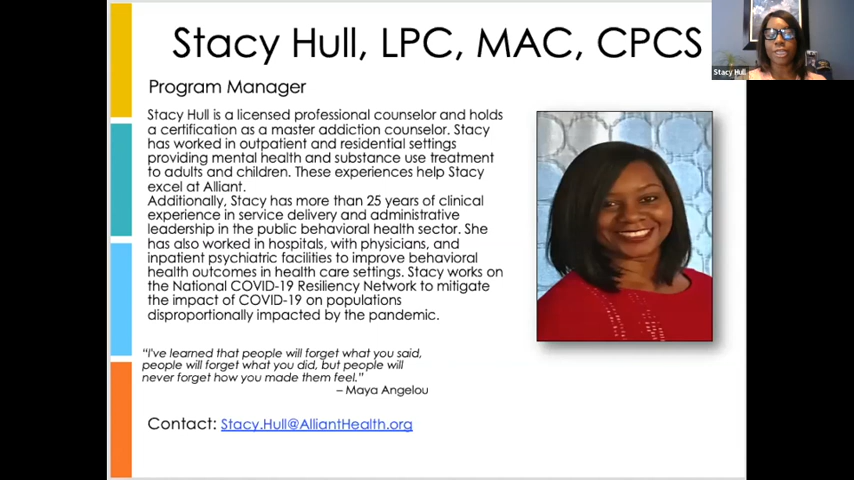 Stacy Hull, LPC, MAC, CPCS
Stacy Hull
Program Manager
Stacy Hull is a licensed professional counselor and holds
a certification as a master addiction counselor. Stacy
has worked in outpatient and residential settings
providing mental health and substance use treatment
to adults and children. These experiences help Stacy
excel at Alliant.
Additionally, Stacy has more than 25 years of clinical
experience in service delivery and administrative
leadership in the public behavioral health sector. She
has also worked in hospitals, with physicians, and
inpatient psychiatric facilities to improve behavioral
health outcomes in health care settings. Stacy works on
the National COVID-19 Resiliency Network to mitigate
the impact of COVID-19 on populations
disproportionally impacted by the pandemic.
“I've learned that people will forget what you said,
people will forget what you did, but people will
never forget how you made them feel.”
– Maya Angelou
Contact: Stacy.Hull@AlliantHealth.org